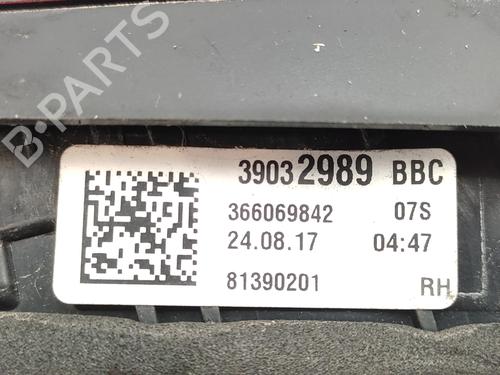 B-PARTS
39032989 BBC
366069842 07S
24.08.17 04:47
81390201 RH